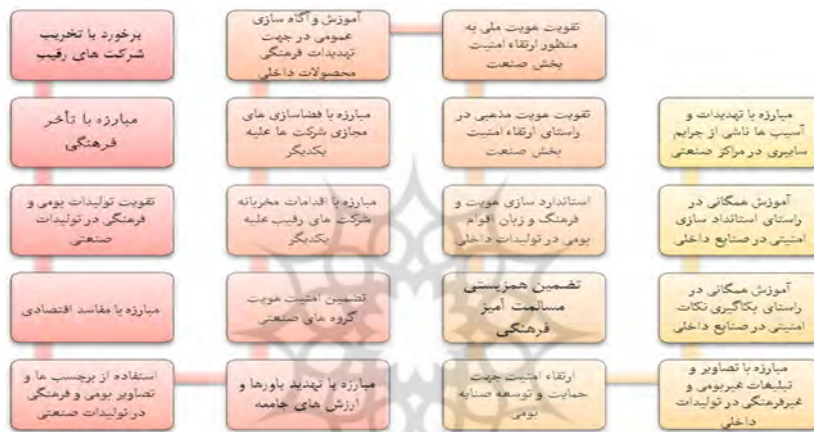 برخورد با تخریب
شرکت های رقیب
مبارزه با تأخر
فرهنگی
تقویت تولیدات بومی و
فرهنگی در تولیدات
صنعتی
مبارزه با مفاسد اقتصادی
استفاده از برچسب ها و
تصاویر بومی و فرهنگی
در تولیدات صنعتی
مبارزه با تهدید باورها و
ارزش های جامعه
تضمین امنیت هویت
گروه های صنعتی
مبارزه با اقدامات مخربانه
شرکت های رقیب علیه
یکدیگر
مبارزه با فضاسازی های
مجازی شرکت ها علیه
یکدیگر
آموزش و آگاه سازی
عمومی در جهت
تهدیدات فرهنگی
محصولات داخلی
تقویت هویت ملی به
منظور ارتقاء امنیت
بخش صنعت
تقویت هویت مذهبی در
راستای ارتقاء امنیت
بخش صنعت
استاندارد سازی هویت و
فرهنگ و زبان اقوام
بومی در تولیدات داخلی
تضمین همزیستی
مسالمت آمیز
فرهنگی
ارتقاء امنیت جهت
حمایت و توسعه صنایه
بومی
مبارزه با تصاویر و
تبلیغات غیربومی و
غیرفرهنگی در تولیدات
داخلی
آموزش همگانی در
راستای بکاگیری نکات
امنیتی در صنایع داخلی
آموزش همگانی در
راستای استانداد سازی
امنیتی در صنایع داخلی
مبارزه با تهدیدات و
آسیب ها ناشی از جرایم
سایبری در مراکز صنعتی